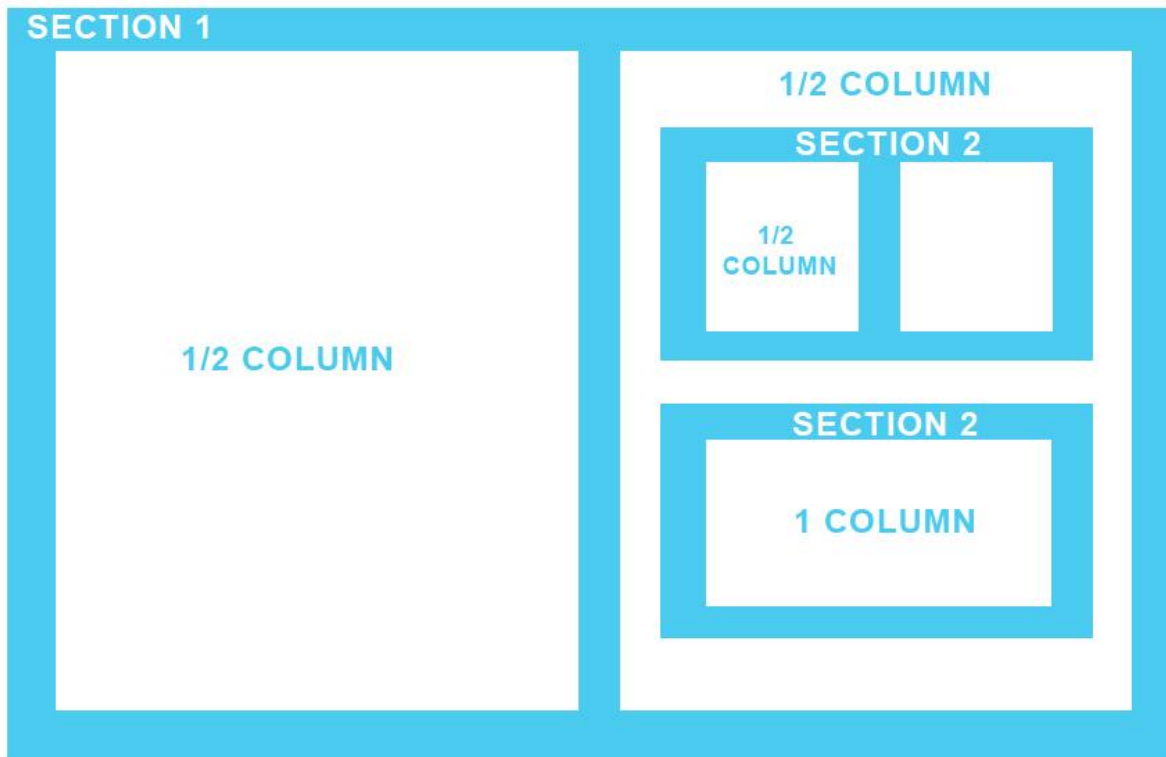 SECTION 1
1/2 COLUMN
1/2 COLUMN
SECTION 2
1/2
COLUMN
SECTION 2
1 COLUMN